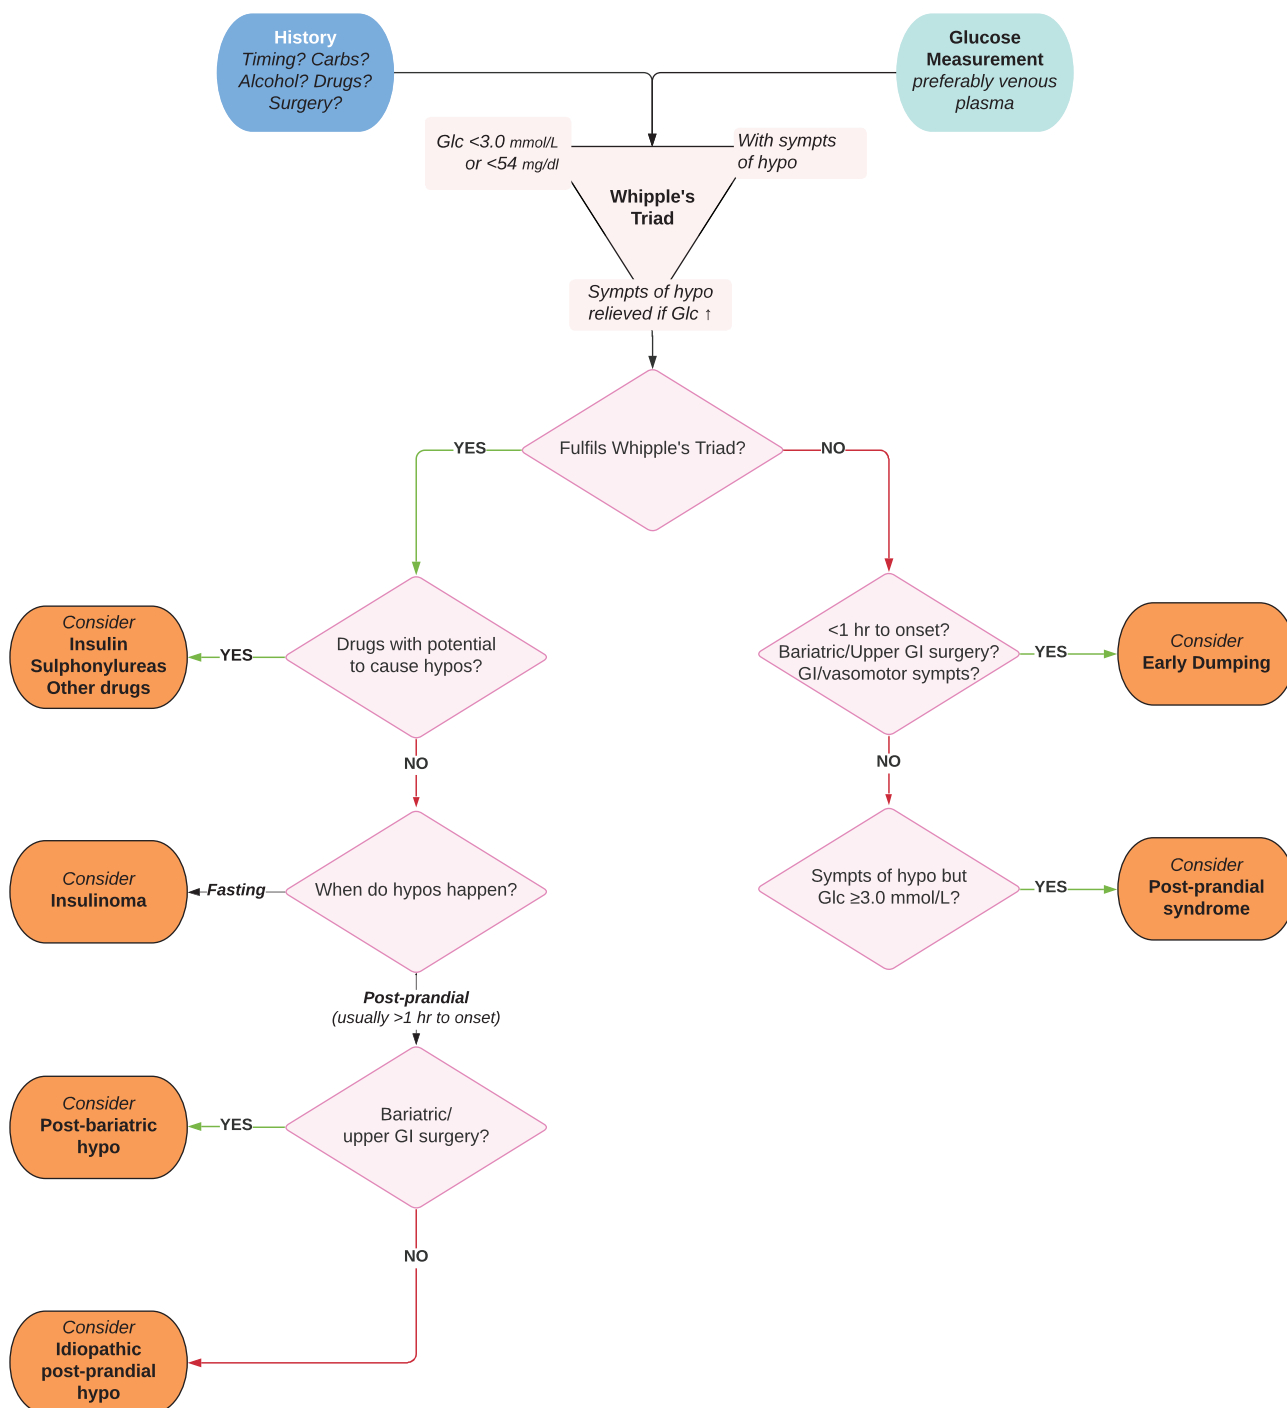 History
Timing? Carbs?
Alcohol? Drugs?
Surgery?
Glucose
Measurement
preferably venous
plasma
Glc <3.0 mmol/L
or <54 mg/dl
With sympts
of hypo
Whipple's
Triad
Sympts of hypo
relieved if Glc ↑
Fulfils Whipple's Triad?
YES
NO
Drugs with potential
to cause hypos?
YES
Consider
Insulin
Sulphonylureas
Other drugs
NO
<1 hr to onset?
Bariatric/Upper GI surgery?
GI/vasomotor sympts?
YES
Consider
Early Dumping
NO
When do hypos happen?
Fasting
Consider
Insulinoma
Sympts of hypo but
Glc ≥3.0 mmol/L?
YES
Consider
Post-prandial
syndrome
Post-prandial
(usually >1 hr to onset)
Bariatric/
upper GI surgery?
YES
Consider
Post-bariatric
hypo
NO
Consider
Idiopathic
post-prandial
hypo